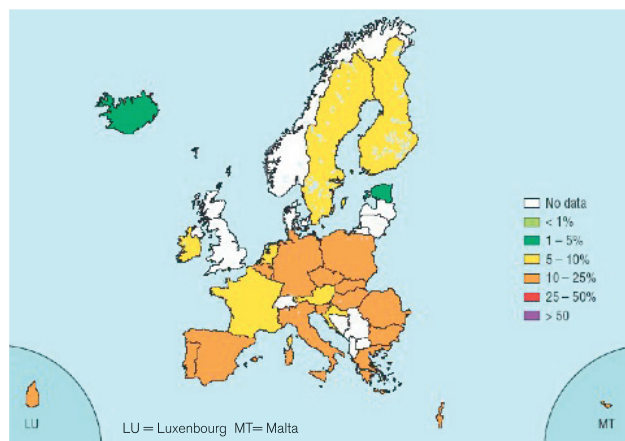 No data
< 1%
1 – 5%
5 – 10%
10 – 25%
25 – 50%
> 50
LU
MT
LU = Luxembourg MT= Malta